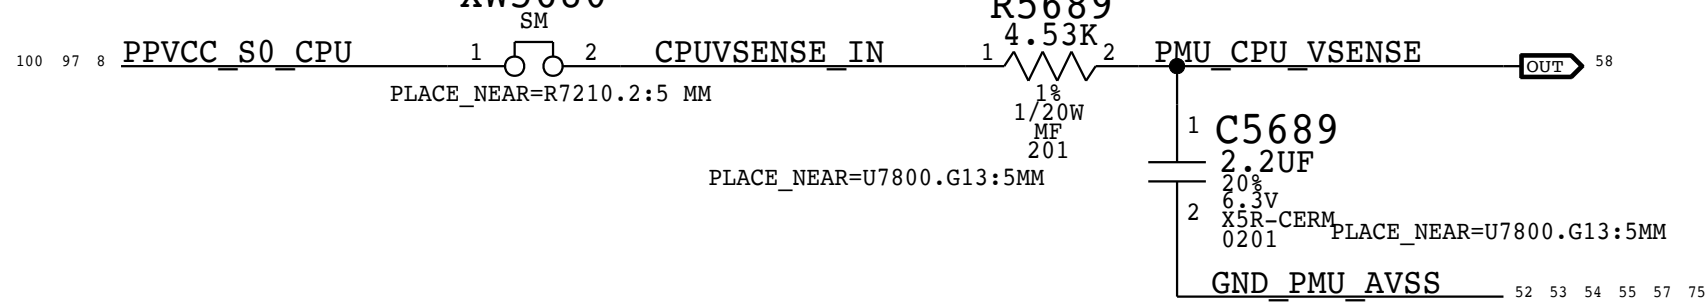 R5689
SM
4.53K
100 97 8 PPVCC_S0_CPU 1 2 CPUVSENSE_IN 1 2 PMU_CPU_VSENSE OUT 58
PLACE_NEAR=R7210.2:5 MM
1%
1/20W
MF
201
PLACE_NEAR=U7800.G13:5MM
1
C5689
2.2UF
20%
6.3V
2
X5R-CERM
0201
PLACE_NEAR=U7800.G13:5MM
GND_PMU_AVSS 52 53 54 55 57 75